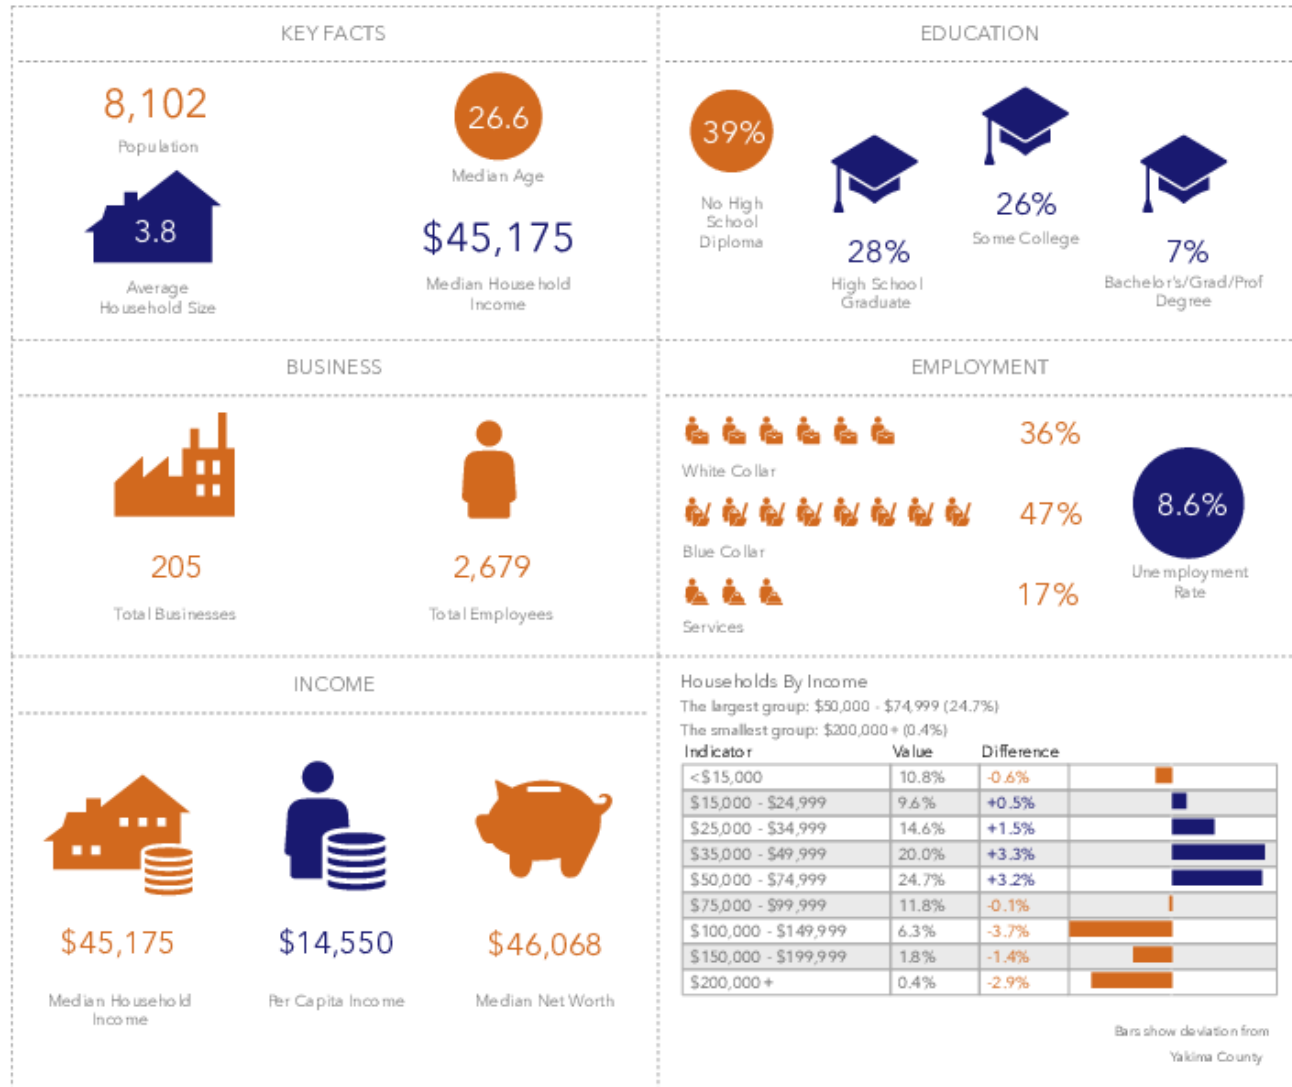 KEY FACTS
8,102
Population
26.6
Median Age
3.8
Average
Household Size
$45,175
Median Household
Income
EDUCATION
39%
No High
School
Diploma
28%
High School
Graduate
26%
Some College
7%
Bachelor's/Grad/Prof
Degree
BUSINESS
205
Total Businesses
2,679
Total Employees
EMPLOYMENT
36%
White Collar
47%
Blue Collar
17%
Services
8.6%
Unemployment
Rate
INCOME
$45,175
Median Household
Income
$14,550
Per Capita Income
$46,068
Median Net Worth
Households By Income
The largest group: $50,000 - $74,999 (24.7%)
The smallest group: $200,000+ (0.4%)
Indicator Value Difference
<$15,000 10.8% -0.6%
$15,000 - $24,999 9.6% +0.5%
$25,000 - $34,999 14.6% +1.5%
$35,000 - $49,999 20.0% +3.3%
$50,000 - $74,999 24.7% +3.2%
$75,000 - $99,999 11.8% -0.1%
$100,000 - $149,999 6.3% -3.7%
$150,000 - $199,999 1.8% -1.4%
$200,000+ 0.4% -2.9%
Bars show deviation from
Yakima County